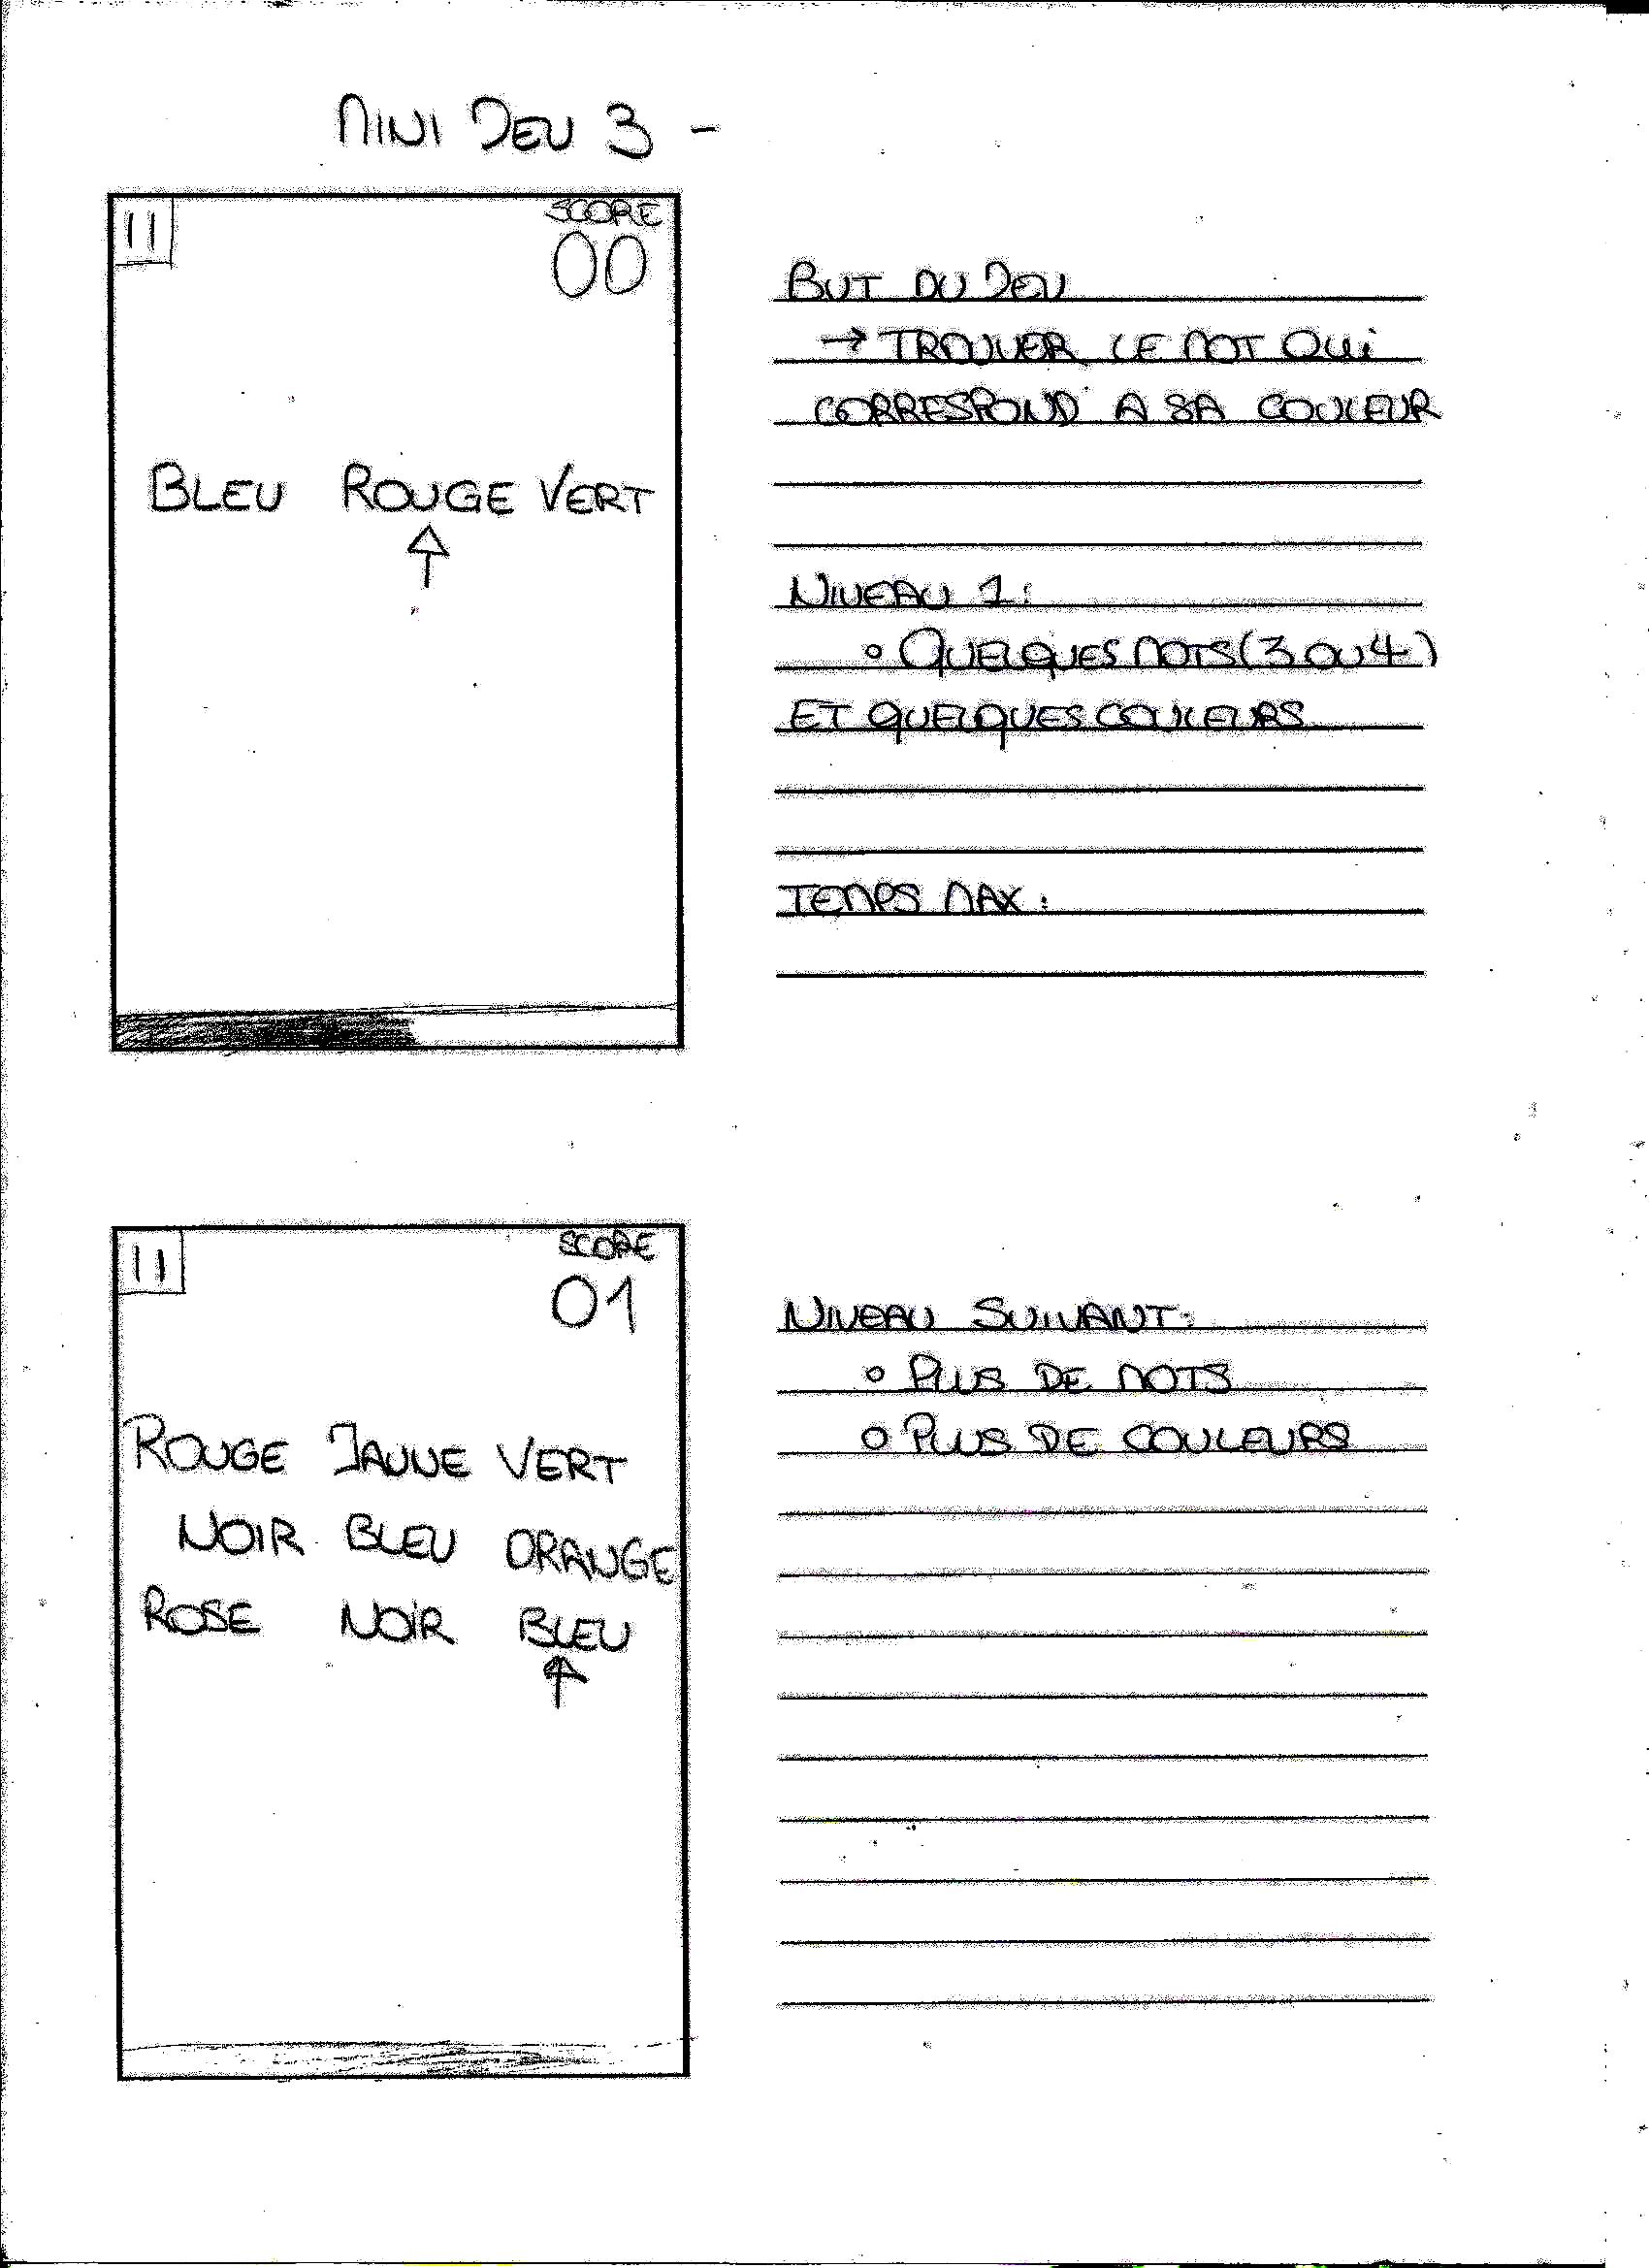 MINI JEU 3 -
SCORE
00
BLEU ROUGE VERT
BUT DU JEU
→ TROUVER LE MOT QUI
CORRESPOND A SA COULEUR
NIVEAU 1:
o QUELQUES MOTS (3 OU 4)
ET QUELQUES COULEURS
TEMPS MAX:
SCORE
01
ROUGE JAUNE VERT
NOIR BLEU ORANGE
ROSE NOIR BLEU
NIVEAU SUIVANT:
o PLUS DE MOTS
o PLUS DE COULEURS